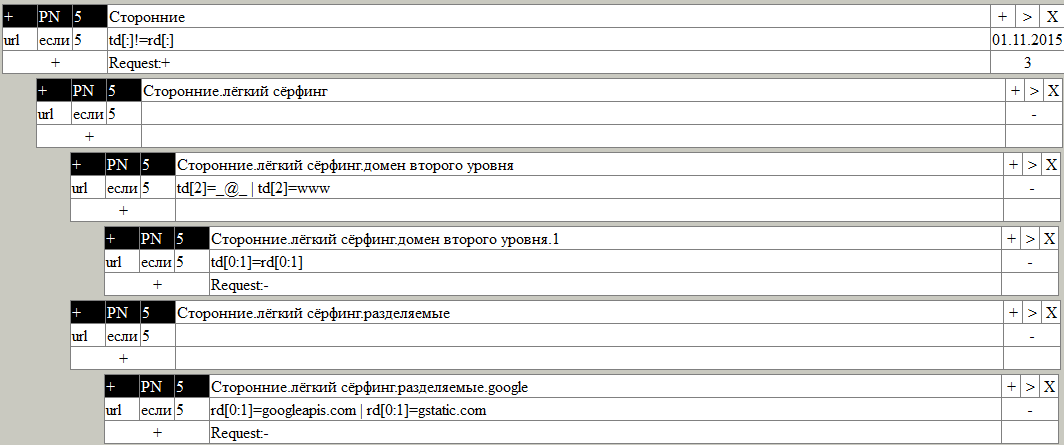 + PN 5 Сторонние + > X
url если 5 td[:]!=rd[:] 01.11.2015
+ Request:+ 3
+ PN 5 Сторонние.лёгкий сёрфинг + > X
url если 5 -
+
+ PN 5 Сторонние.лёгкий сёрфинг.домен второго уровня + > X
url если 5 td[2]=_@_ | td[2]=www -
+
+ PN 5 Сторонние.лёгкий сёрфинг.домен второго уровня.1 + > X
url если 5 td[0:1]=rd[0:1] -
+ Request:-
+ PN 5 Сторонние.лёгкий сёрфинг.разделяемые + > X
url если 5 -
+
+ PN 5 Сторонние.лёгкий сёрфинг.разделяемые.google + > X
url если 5 rd[0:1]=googleapis.com | rd[0:1]=gstatic.com -
+ Request:-